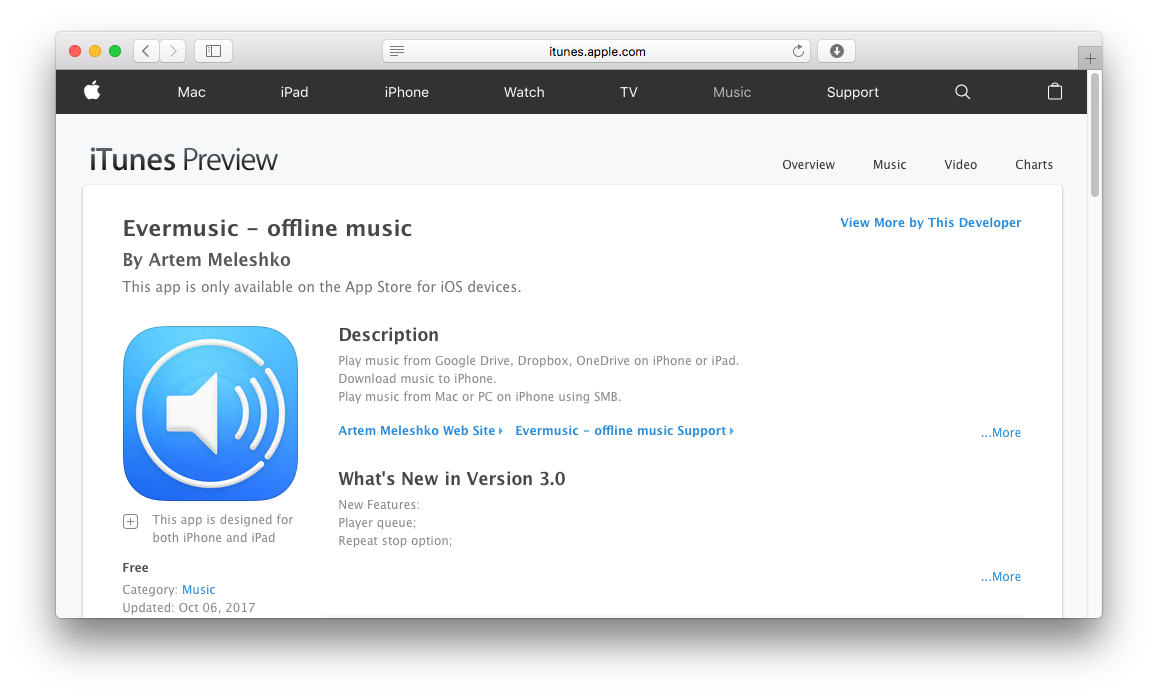 itunes.apple.com
Mac iPad iPhone Watch TV Music Support
iTunes Preview
Overview Music Video Charts
Evermusic – offline music
View More by This Developer
By Artem Meleshko
This app is only available on the App Store for iOS devices.
Description
Play music from Google Drive, Dropbox, OneDrive on iPhone or iPad.
Download music to iPhone.
Play music from Mac or PC on iPhone using SMB.
Artem Meleshko Web Site Evermusic – offline music Support
...More
What's New in Version 3.0
New Features:
Player queue;
Repeat stop option;
...More
This app is designed for
both iPhone and iPad
Free
Category: Music
Updated: Oct 06, 2017